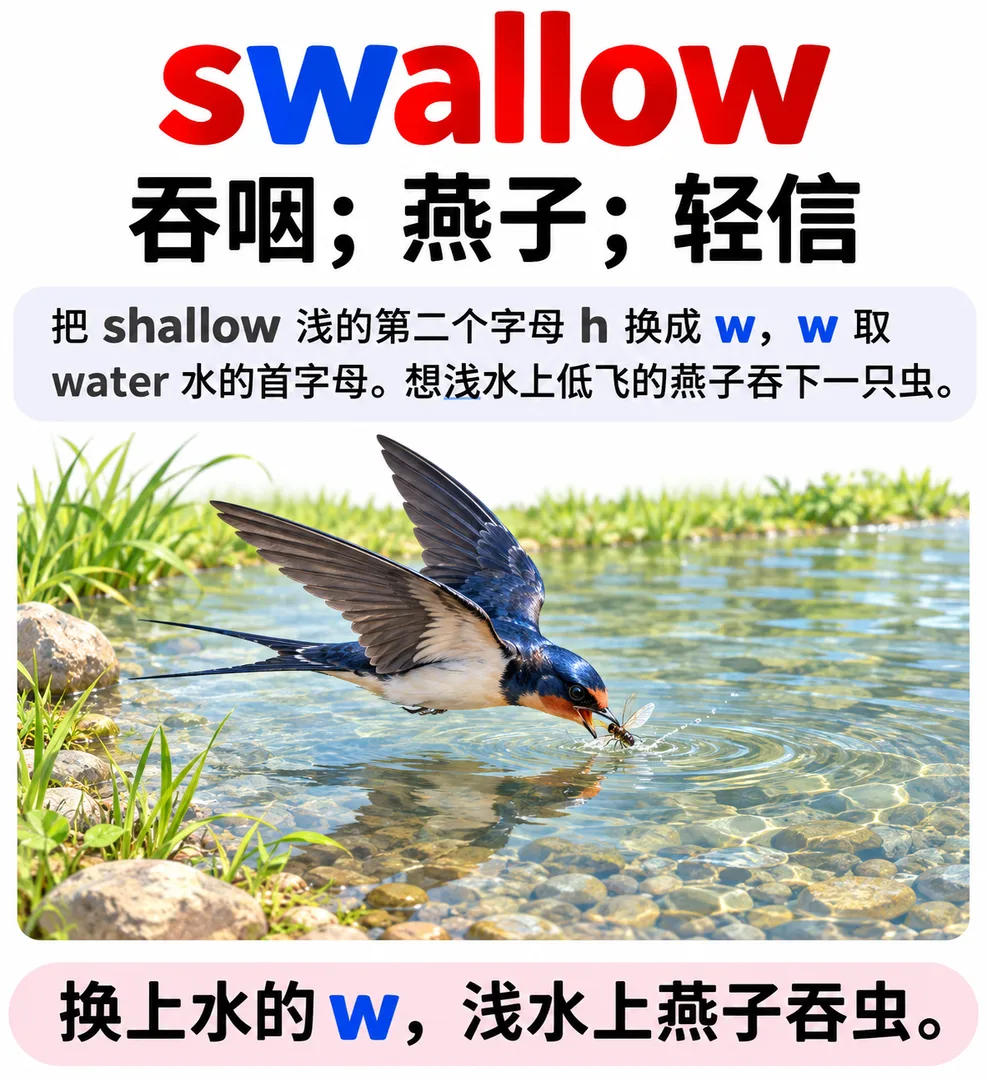 swallow
吞咽；燕子；轻信
把 shallow 浅的第二个字母 h 换成 w，w 取
water 水的首字母。想浅水上低飞的燕子吞下一只虫。
换上水的 w，浅水上燕子吞虫。